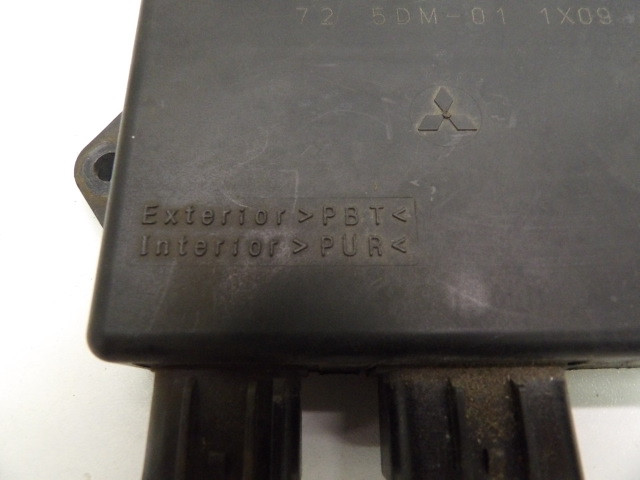 72 5DM-01 1X09
Exterior>PBT<
Interior>PUR<